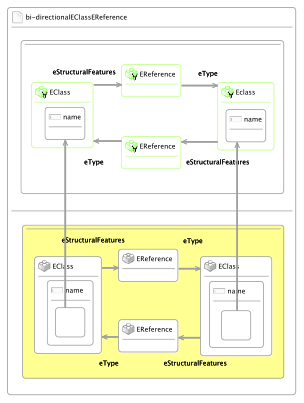 bi-directionalEClassEReference
eStructuralFeatures
EReference
eType
EClass
EClass
name
name
EReference
eType
eStructuralFeatures
eStructuralFeatures
eType
EClass
EReference
EClass
name
name
EReference
eType
eStructuralFeatures